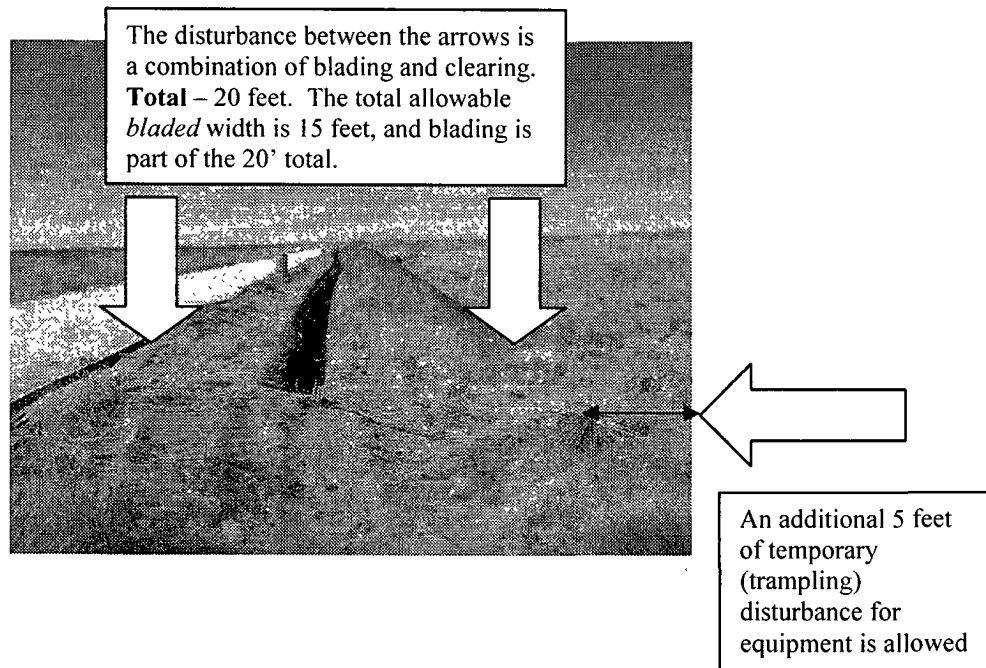 The disturbance between the arrows is
a combination of blading and clearing.
Total – 20 feet. The total allowable
bladed width is 15 feet, and blading is
part of the 20’ total.
An additional 5 feet
of temporary
(trampling)
disturbance for
equipment is allowed